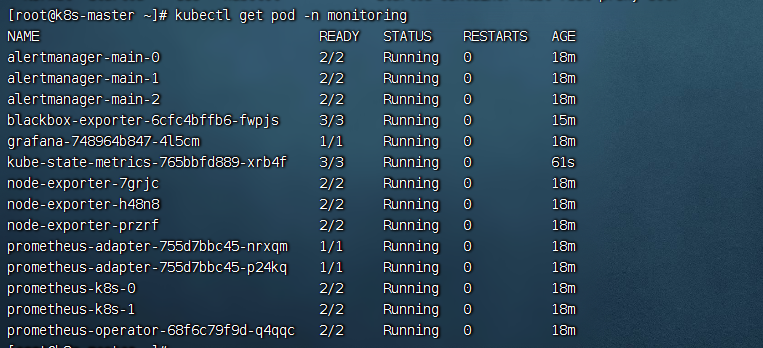 [root@k8s-master ~]# kubectl get pod -n monitoring
NAME READY STATUS RESTARTS AGE
alertmanager-main-0 2/2 Running 0 18m
alertmanager-main-1 2/2 Running 0 18m
alertmanager-main-2 2/2 Running 0 18m
blackbox-exporter-6cfc4bffb6-fwpjs 3/3 Running 0 15m
grafana-748964b847-4l5cm 1/1 Running 0 18m
kube-state-metrics-765bbfd889-xrb4f 3/3 Running 0 61s
node-exporter-7grjc 2/2 Running 0 18m
node-exporter-h48n8 2/2 Running 0 18m
node-exporter-przrf 2/2 Running 0 18m
prometheus-adapter-755d7bbc45-nrxqm 1/1 Running 0 18m
prometheus-adapter-755d7bbc45-p24kq 1/1 Running 0 18m
prometheus-k8s-0 2/2 Running 0 18m
prometheus-k8s-1 2/2 Running 0 18m
prometheus-operator-68f6c79f9d-q4qqc 2/2 Running 0 18m
[root@k8s-master ~]#